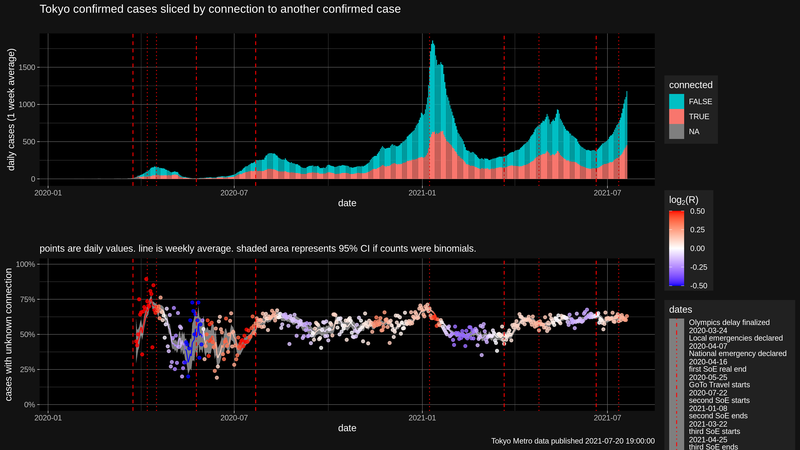 Tokyo confirmed cases sliced by connection to another confirmed case
daily cases (1 week average)
1500
1000
500
0
2020-01
2020-07
2021-01
2021-07
date
connected
FALSE
TRUE
NA
points are daily values. line is weekly average. shaded area represents 95% CI if counts were binomials.
cases with unknown connection
100%
75%
50%
25%
0%
2020-01
2020-07
2021-01
2021-07
date
log2(R)
0.50
0.25
0.00
-0.25
-0.50
dates
Olympics delay finalized
2020-03-24
Local emergencies declared
2020-04-07
National emergency declared
2020-04-16
first SoE real end
2020-05-25
GoTo Travel starts
2020-07-22
second SoE starts
2021-01-08
second SoE ends
2021-03-22
third SoE starts
2021-04-25
third SoE ends
Tokyo Metro data published 2021-07-20 19:00:00